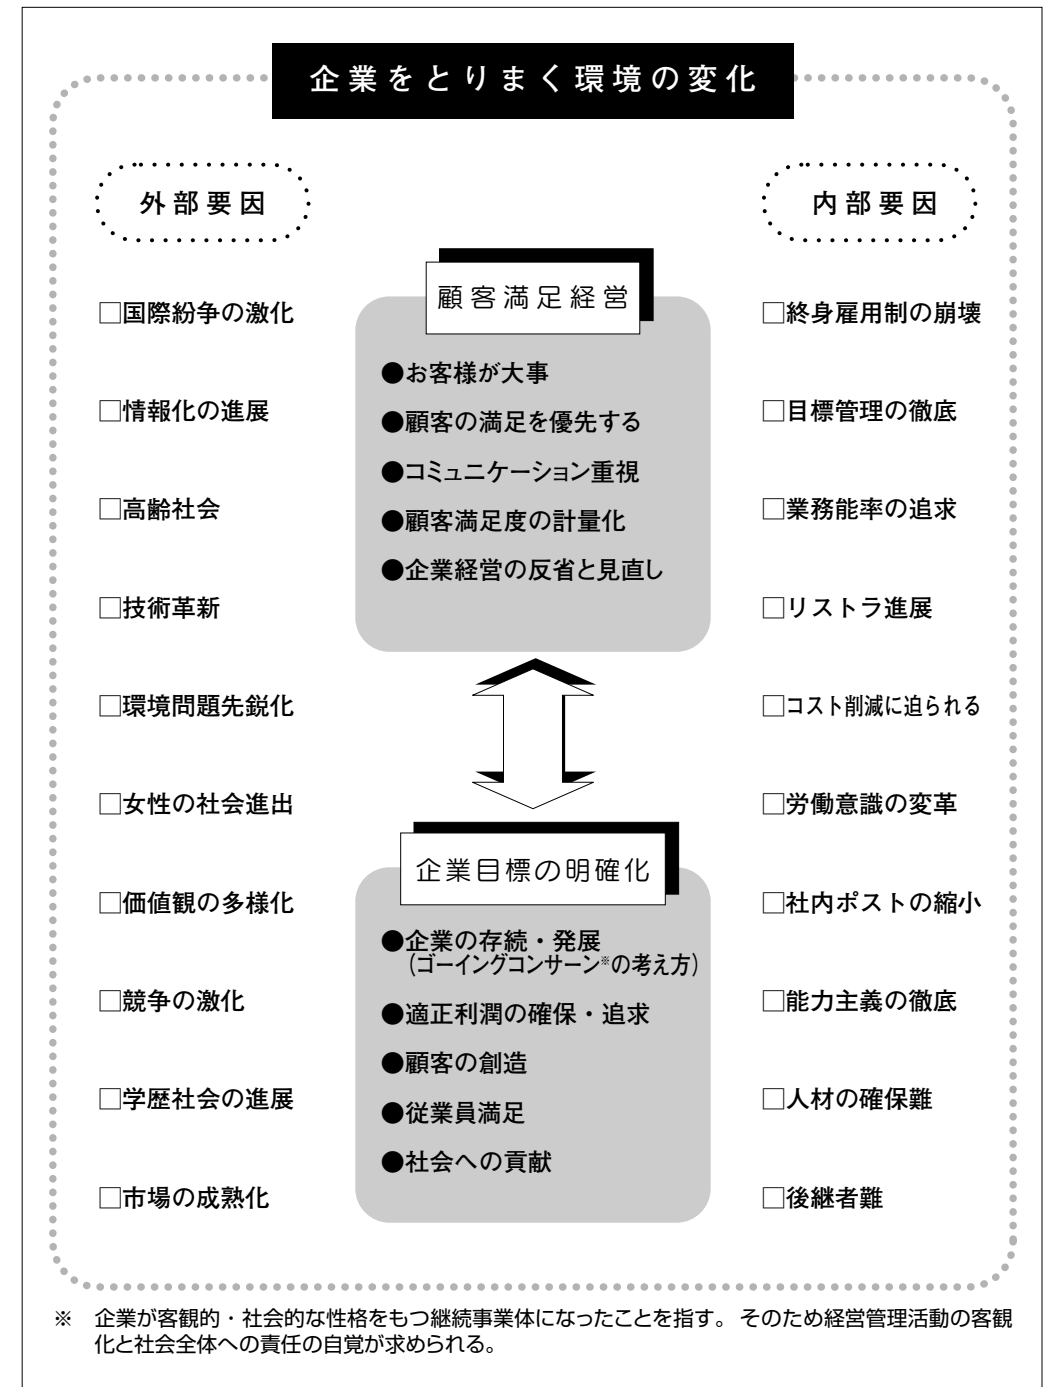 企業をとりまく環境の変化
外部要因
□国際紛争の激化
□情報化の進展
□高齢社会
□技術革新
□環境問題先鋭化
□女性の社会進出
□価値観の多様化
□競争の激化
□学歴社会の進展
□市場の成熟化
顧客満足経営
●お客様が大事
●顧客の満足を優先する
●コミュニケーション重視
●顧客満足度の計量化
●企業経営の反省と見直し
企業目標の明確化
●企業の存続・発展
(ゴーイングコンサーン※の考え方)
●適正利潤の確保・追求
●顧客の創造
●従業員満足
●社会への貢献
内部要因
□終身雇用制の崩壊
□目標管理の徹底
□業務能率の追求
□リストラ進展
□コスト削減に迫られる
□労働意識の変革
□社内ポストの縮小
□能力主義の徹底
□人材の確保難
□後継者難
※　企業が客観的・社会的な性格をもつ継続事業体になったことを指す。そのため経営管理活動の客観
化と社会全体への責任の自覚が求められる。